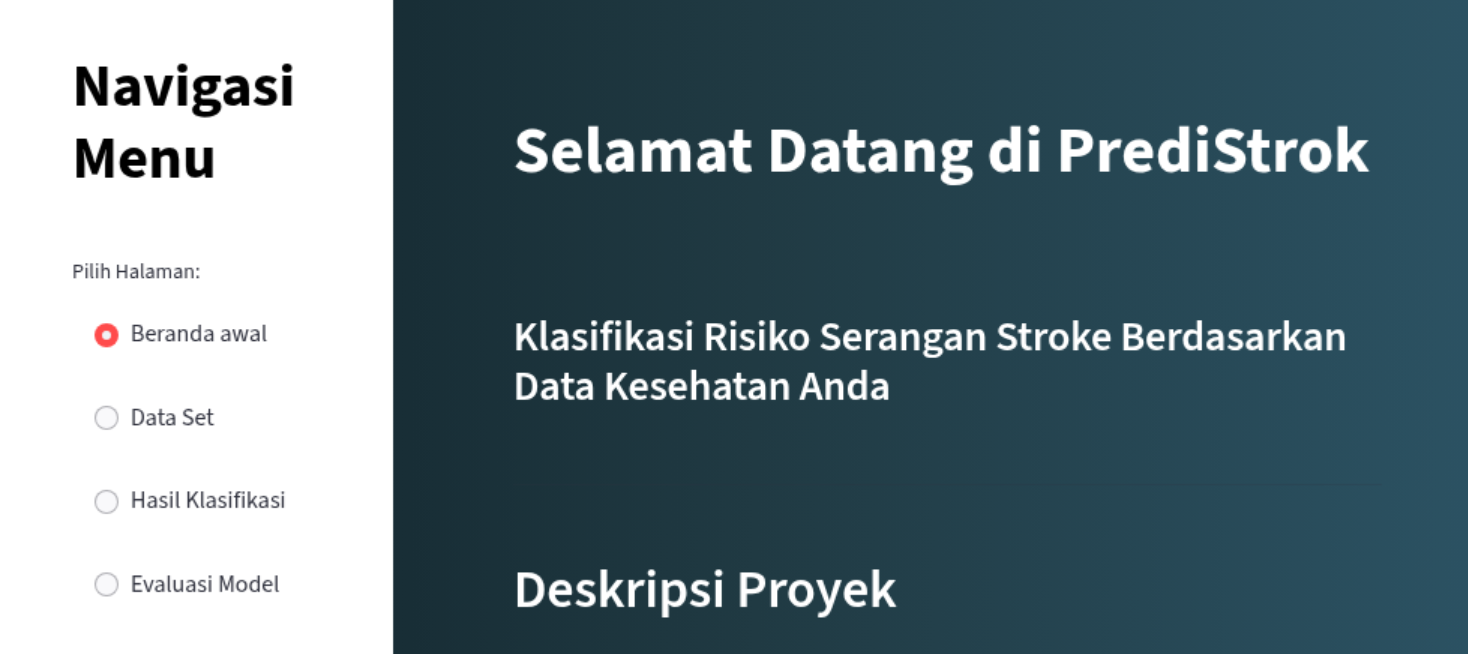 Navigasi
Menu
Pilih Halaman:
Beranda awal
Data Set
Hasil Klasifikasi
Evaluasi Model
Selamat Datang di PrediStrok
Klasifikasi Risiko Serangan Stroke Berdasarkan
Data Kesehatan Anda
Deskripsi Proyek